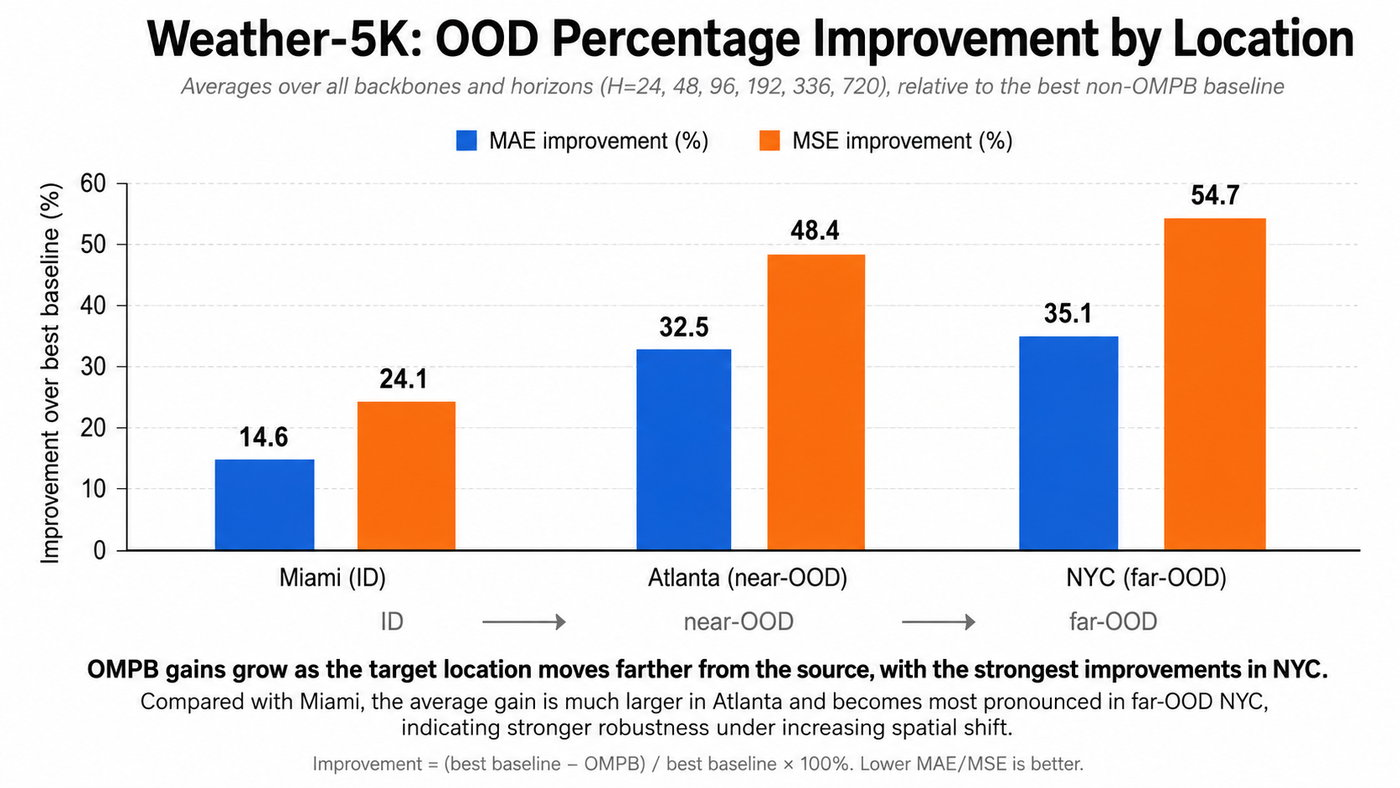 Weather-5K: OOD Percentage Improvement by Location
Averages over all backbones and horizons (H=24, 48, 96, 192, 336, 720), relative to the best non-OMPB baseline
MAE improvement (%)
MSE improvement (%)
Improvement over best baseline (%)
60
50
40
30
20
10
0
14.6
24.1
32.5
48.4
35.1
54.7
Miami (ID)
Atlanta (near-OOD)
NYC (far-OOD)
ID
near-OOD
far-OOD
OMPB gains grow as the target location moves farther from the source, with the strongest improvements in NYC.
Compared with Miami, the average gain is much larger in Atlanta and becomes most pronounced in far-OOD NYC,
indicating stronger robustness under increasing spatial shift.
Improvement = (best baseline − OMPB) / best baseline × 100%. Lower MAE/MSE is better.